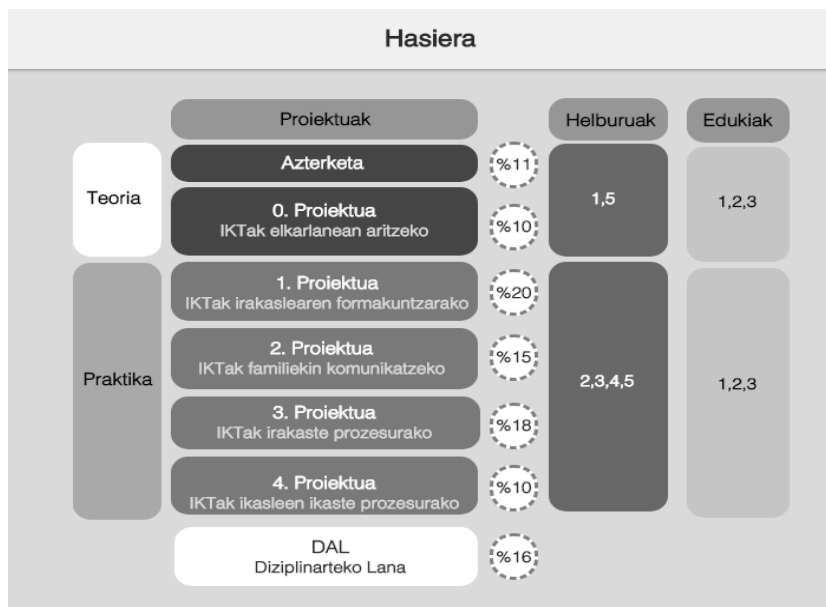 Hasiera
Proiektuak
Helburuak
Edukiak
Teoria
Azterketa
%11
0. Proiektua
IKTak elkarlanean aritzeko
%10
1,5
1,2,3
Praktika
1. Proiektua
IKTak irakaslearen formakuntzarako
%20
2. Proiektua
IKTak familiekin komunikatzeko
%15
3. Proiektua
IKTak irakaste prozesurako
%18
4. Proiektua
IKTak ikasleen ikaste prozesurako
%10
2,3,4,5
1,2,3
DAL
Diziplinarteko Lana
%16